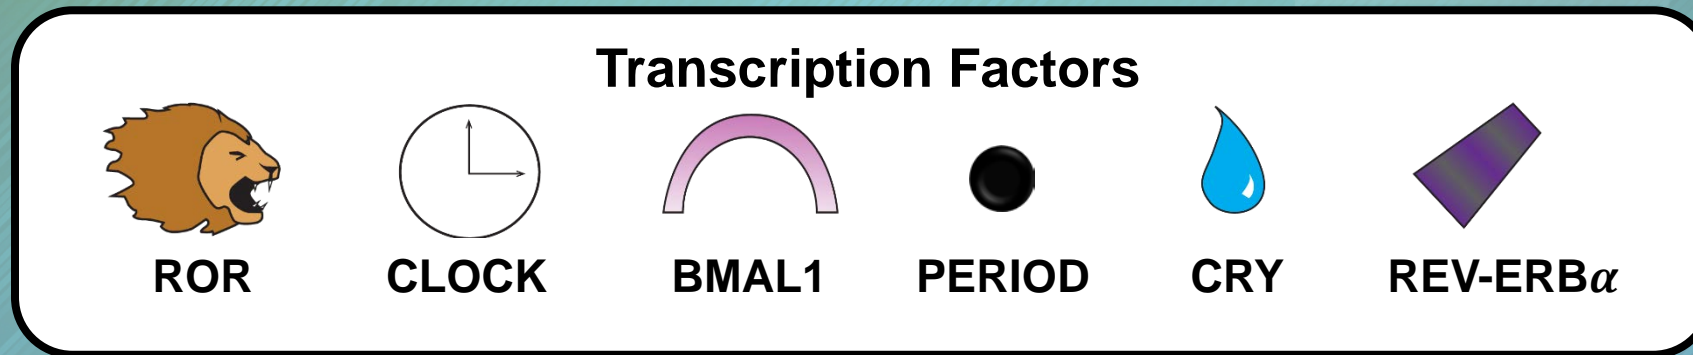 Transcription Factors
ROR CLOCK BMAL1 PERIOD CRY REV-ERBα